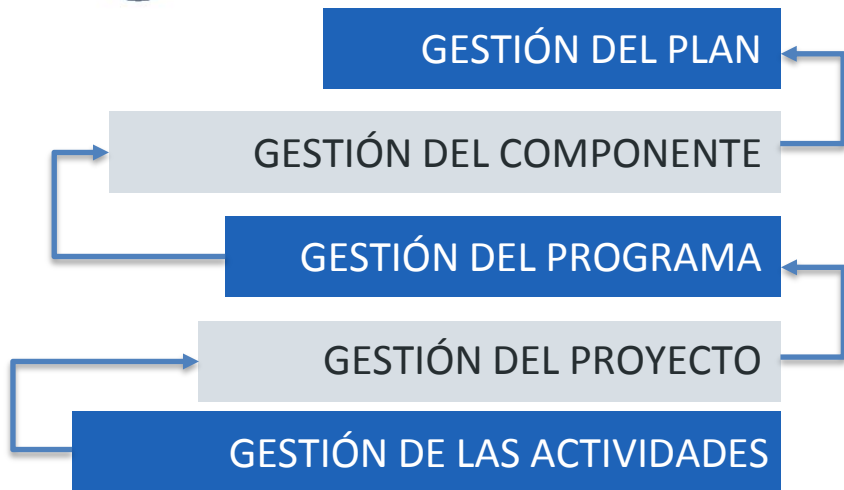 GESTIÓN DEL PLAN
GESTIÓN DEL COMPONENTE
GESTIÓN DEL PROGRAMA
GESTIÓN DEL PROYECTO
GESTIÓN DE LAS ACTIVIDADES